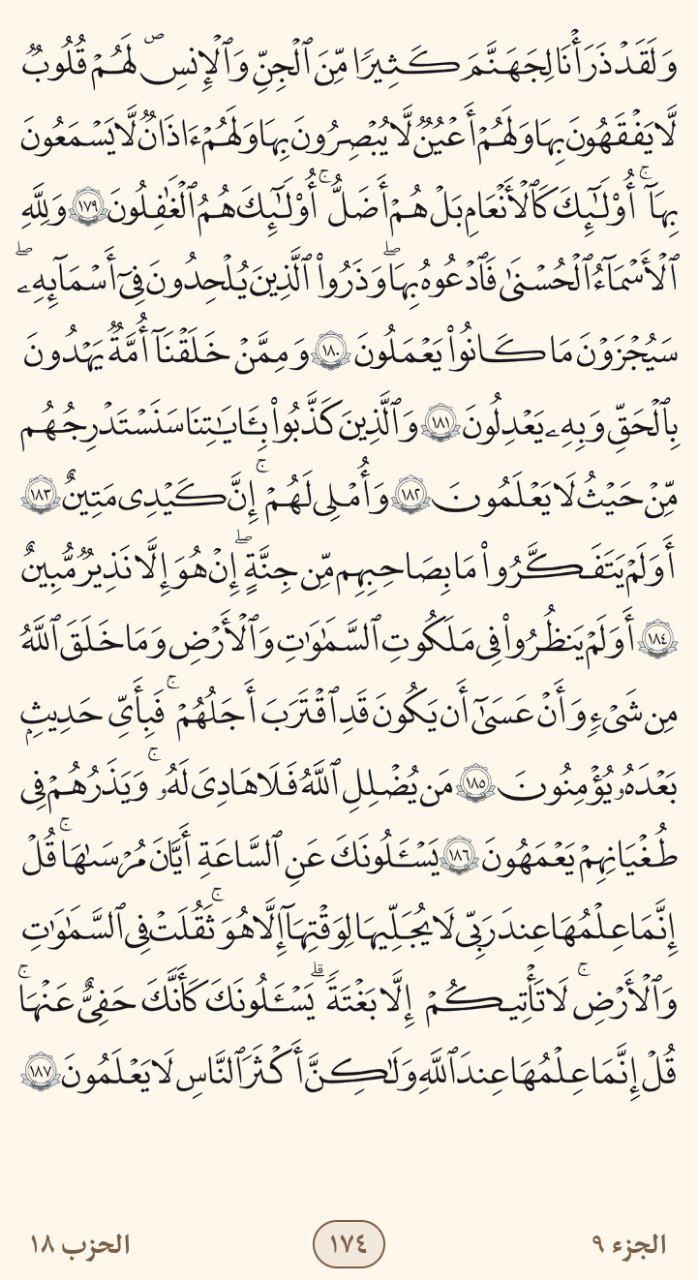 وَلَقَدْ ذَرَأْنَا لِجَهَنَّمَ كَثِيرًا مِّنَ ٱلْجِنِّ وَٱلْإِنسِ ۖ لَهُمْ قُلُوبٌ
لَّا يَفْقَهُونَ بِهَا وَلَهُمْ أَعْيُنٌ لَّا يُبْصِرُونَ بِهَا وَلَهُمْ ءَاذَانٌ لَّا يَسْمَعُونَ
بِهَآ ۚ أُو۟لَٰٓئِكَ كَٱلْأَنْعَٰمِ بَلْ هُمْ أَضَلُّ ۚ أُو۟لَٰٓئِكَ هُمُ ٱلْغَٰفِلُونَ ١٧٩ وَلِلَّهِ
ٱلْأَسْمَآءُ ٱلْحُسْنَىٰ فَٱدْعُوهُ بِهَا ۖ وَذَرُوا۟ ٱلَّذِينَ يُلْحِدُونَ فِىٓ أَسْمَٰٓئِهِۦ ۚ
سَيُجْزَوْنَ مَا كَانُوا۟ يَعْمَلُونَ ١٨٠ وَمِمَّنْ خَلَقْنَآ أُمَّةٌ يَهْدُونَ
بِٱلْحَقِّ وَبِهِۦ يَعْدِلُونَ ١٨١ وَٱلَّذِينَ كَذَّبُوا۟ بِـَٔايَٰتِنَا سَنَسْتَدْرِجُهُم
مِّنْ حَيْثُ لَا يَعْلَمُونَ ١٨٢ وَأُمْلِى لَهُمْ ۚ إِنَّ كَيْدِى مَتِينٌ ١٨٣
أَوَلَمْ يَتَفَكَّرُوا۟ مَا بِصَاحِبِهِم مِّن جِنَّةٍ ۚ إِنْ هُوَ إِلَّا نَذِيرٌ مُّبِينٌ
١٨٤ أَوَلَمْ يَنظُرُوا۟ فِى مَلَكُوتِ ٱلسَّمَٰوَٰتِ وَٱلْأَرْضِ وَمَا خَلَقَ ٱللَّهُ
مِن شَىْءٍ وَأَنْ عَسَىٰٓ أَن يَكُونَ قَدِ ٱقْتَرَبَ أَجَلُهُمْ ۖ فَبِأَىِّ حَدِيثٍۭ
بَعْدَهُۥ يُؤْمِنُونَ ١٨٥ مَن يُضْلِلِ ٱللَّهُ فَلَا هَادِىَ لَهُۥ ۚ وَيَذَرُهُمْ فِى
طُغْيَٰنِهِمْ يَعْمَهُونَ ١٨٦ يَسْـَٔلُونَكَ عَنِ ٱلسَّاعَةِ أَيَّانَ مُرْسَىٰهَا ۖ قُلْ
إِنَّمَا عِلْمُهَا عِندَ رَبِّى لَا يُجَلِّيهَا لِوَقْتِهَآ إِلَّا هُوَ ۚ ثَقُلَتْ فِى ٱلسَّمَٰوَٰتِ
وَٱلْأَرْضِ ۚ لَا تَأْتِيكُمْ إِلَّا بَغْتَةً ۗ يَسْـَٔلُونَكَ كَأَنَّكَ حَفِىٌّ عَنْهَا ۖ
قُلْ إِنَّمَا عِلْمُهَا عِندَ ٱللَّهِ وَلَٰكِنَّ أَكْثَرَ ٱلنَّاسِ لَا يَعْلَمُونَ ١٨٧
الجزء ٩ ١٧٤ الحزب ١٨